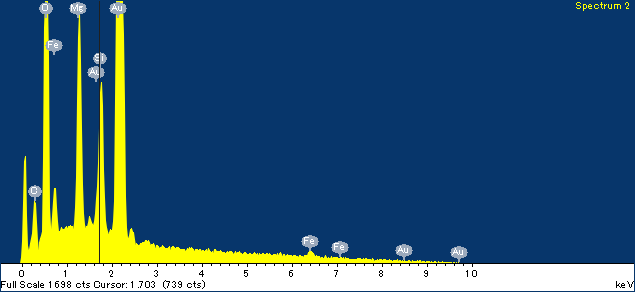 Spectrum 2
O Mg Au
Fe Si
Au
C
Fe Fe Au Au
0 1 2 3 4 5 6 7 8 9 10
Full Scale 1698 cts Cursor: 1.703 (739 cts) keV